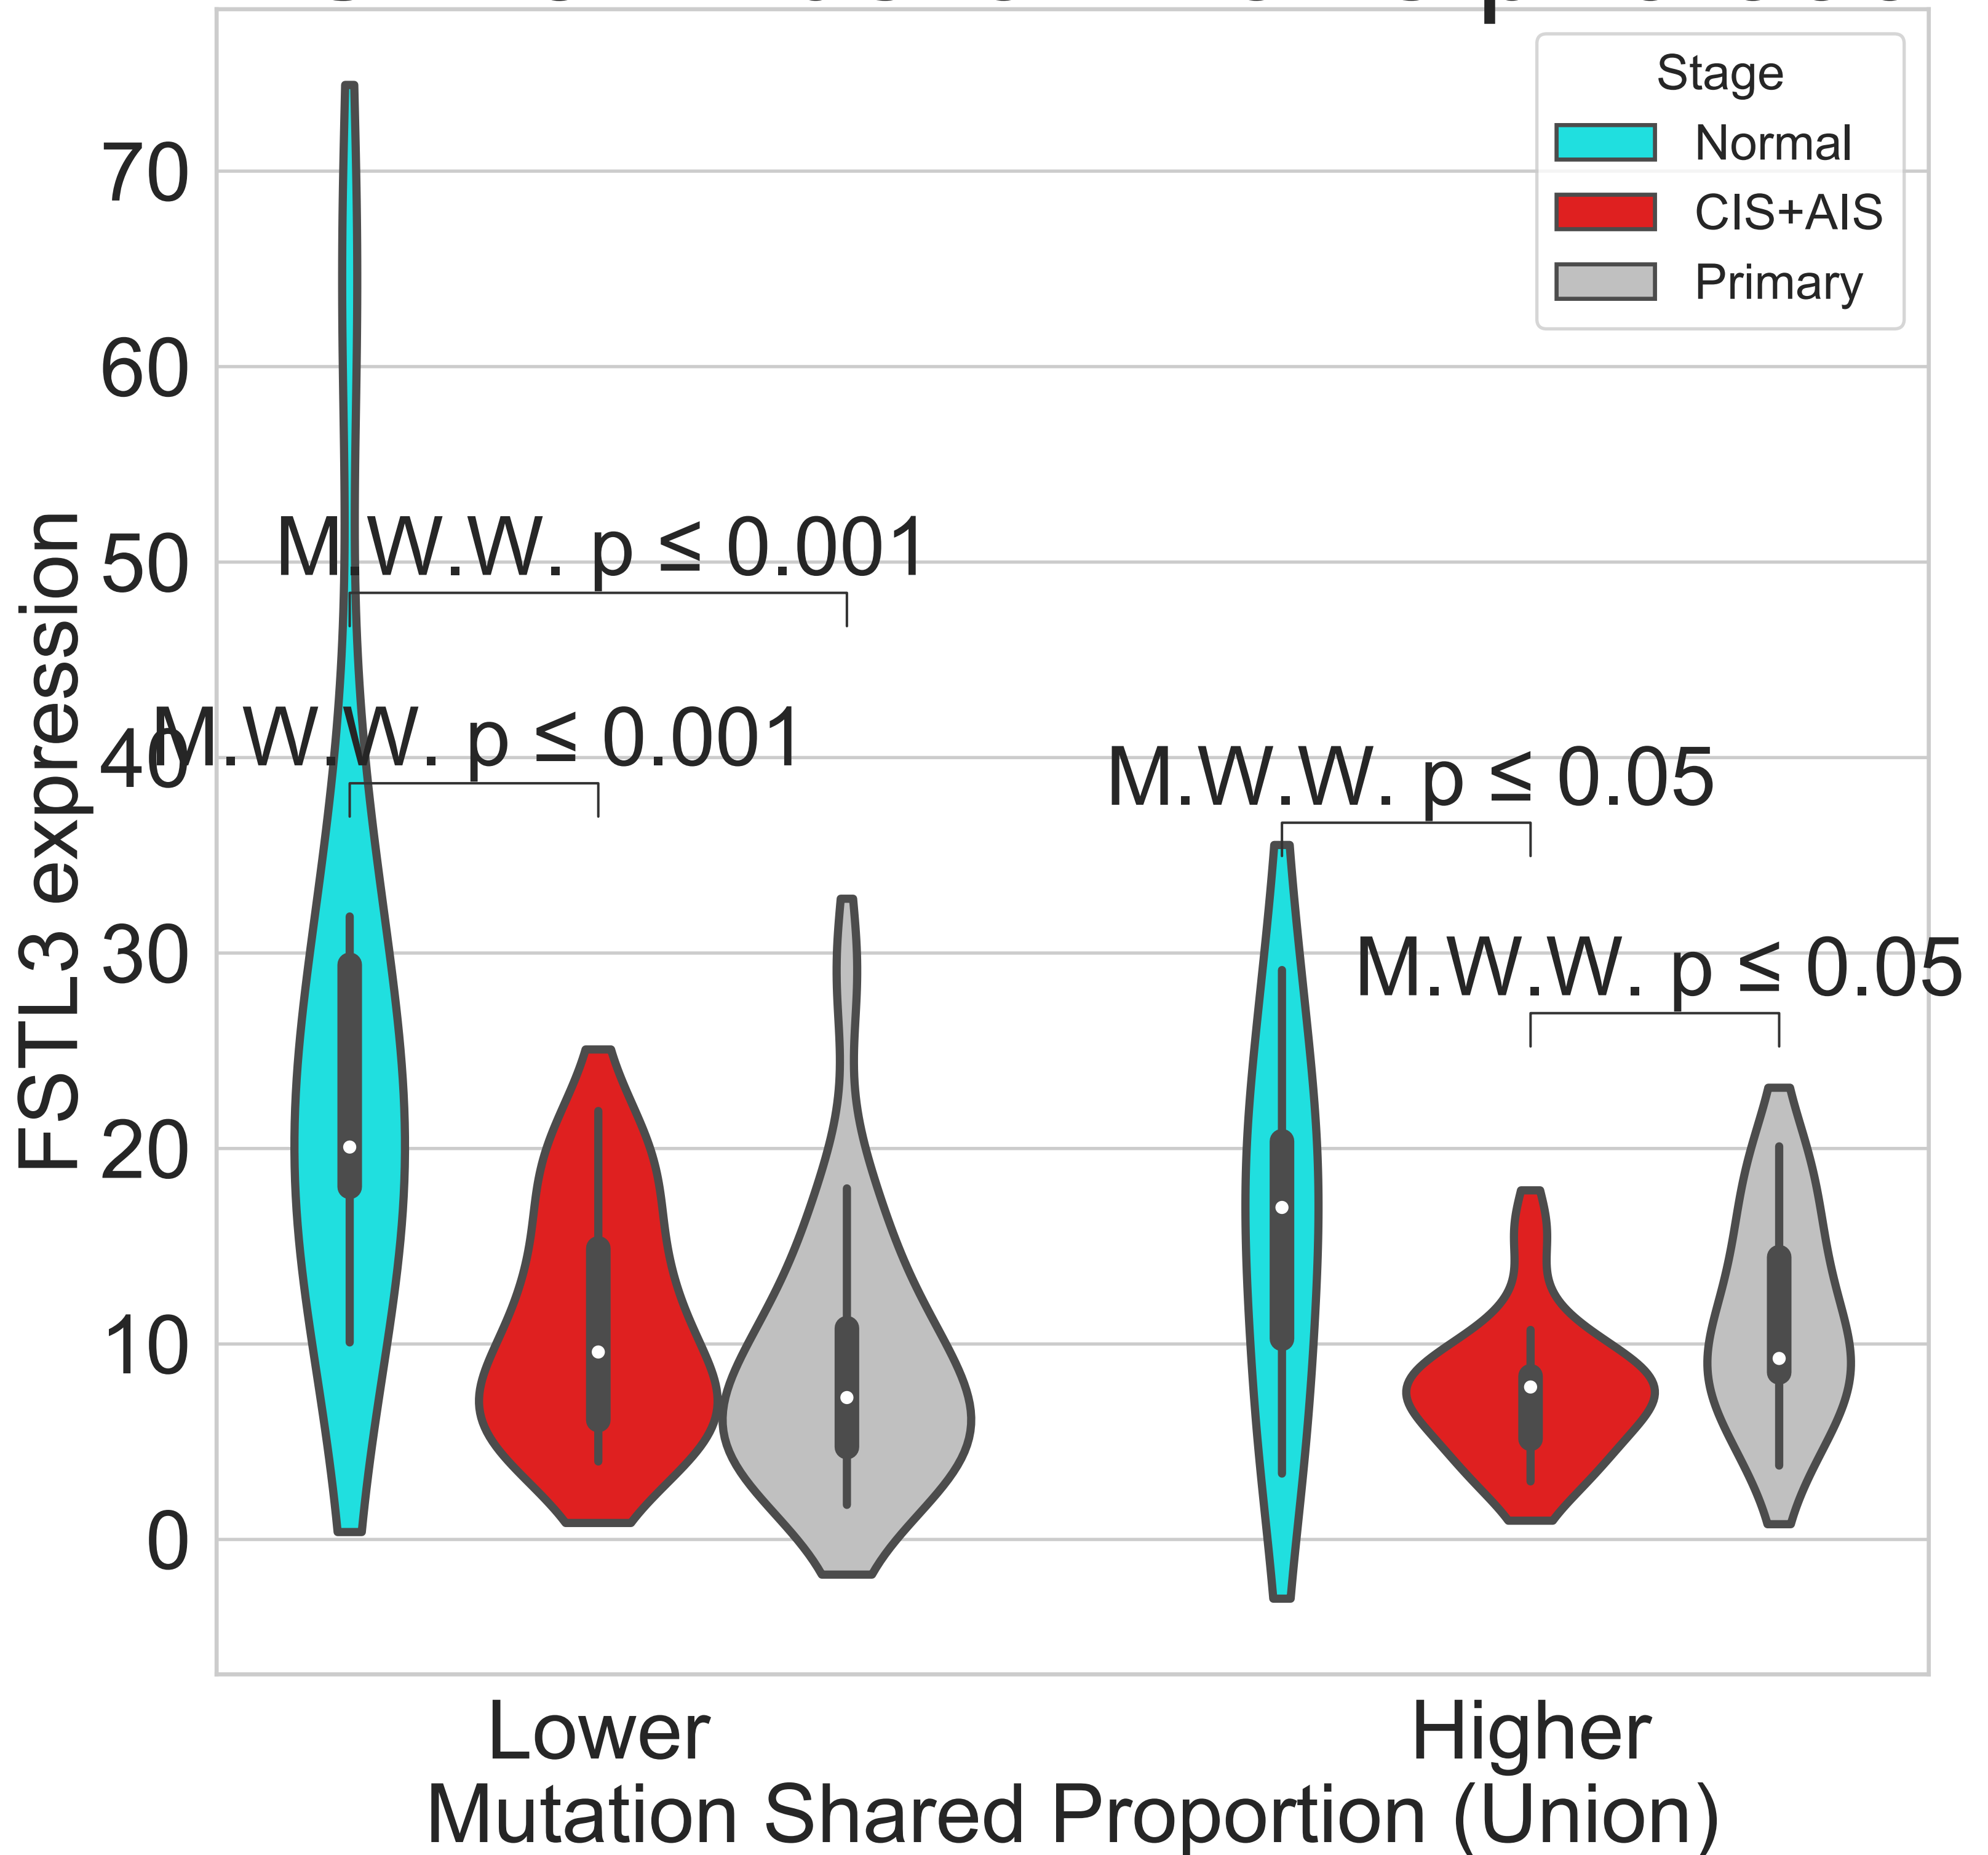 Stage
Normal
CIS+AIS
Primary
70
60
50
40
30
20
10
0
FSTL3 expression
M.W.W. p ≤ 0.001
M.W.W. p ≤ 0.001
M.W.W. p ≤ 0.05
M.W.W. p ≤ 0.05
Lower
Higher
Mutation Shared Proportion (Union)